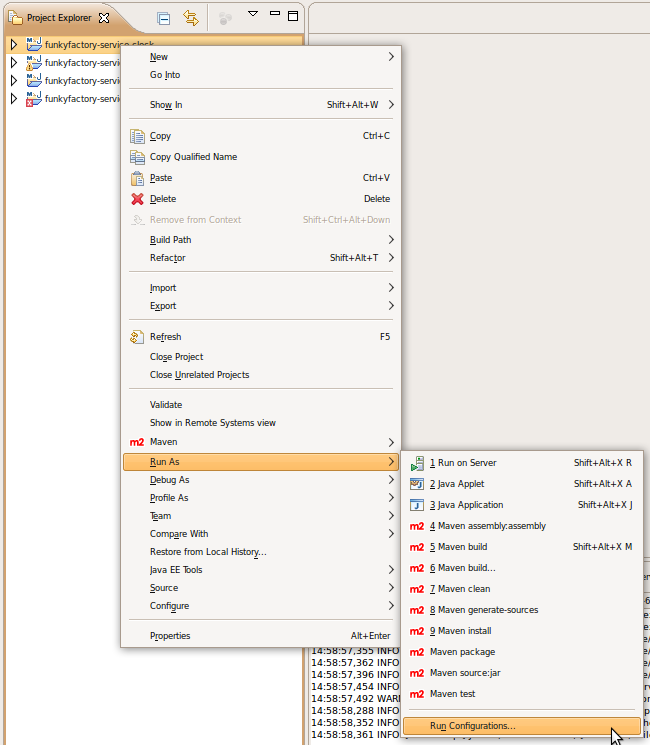 Project Explorer
funkyfactory-service
New
Go Into
Show In Shift+Alt+W
Copy Ctrl+C
Copy Qualified Name
Paste Ctrl+V
Delete Delete
Remove from Context Shift+Ctrl+Alt+Down
Build Path
Refactor Shift+Alt+T
Import
Export
Refresh F5
Close Project
Close Unrelated Projects
Validate
Show in Remote Systems view
m2 Maven
Run As
Debug As
Profile As
Team
Compare With
Restore from Local History...
Java EE Tools
Source
Configure
Properties Alt+Enter
1 Run on Server Shift+Alt+X R
2 Java Applet Shift+Alt+X A
3 Java Application Shift+Alt+X J
m2 4 Maven assembly:assembly
m2 5 Maven build Shift+Alt+X M
m2 6 Maven build...
m2 7 Maven clean
m2 8 Maven generate-sources
m2 9 Maven install
m2 Maven package
m2 Maven source:jar
m2 Maven test
Run Configurations...
14:58:57,355 INFO
14:58:57,362 INFO
14:58:57,396 INFO
14:58:57,454 INFO
14:58:57,492 WARN
14:58:58,288 INFO
14:58:58,352 INFO
14:58:58,361 INFO